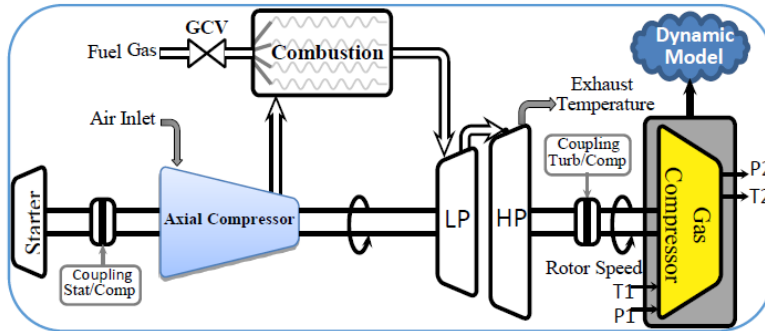 GCV
Fuel Gas
Combustion
Dynamic
Model
Exhaust
Temperature
Air Inlet
Coupling
Turb/Comp
Starter
Axial Compressor
LP
HP
Gas
Compressor
P2
T2
Coupling
Stat/Comp
Rotor Speed
T1
P1